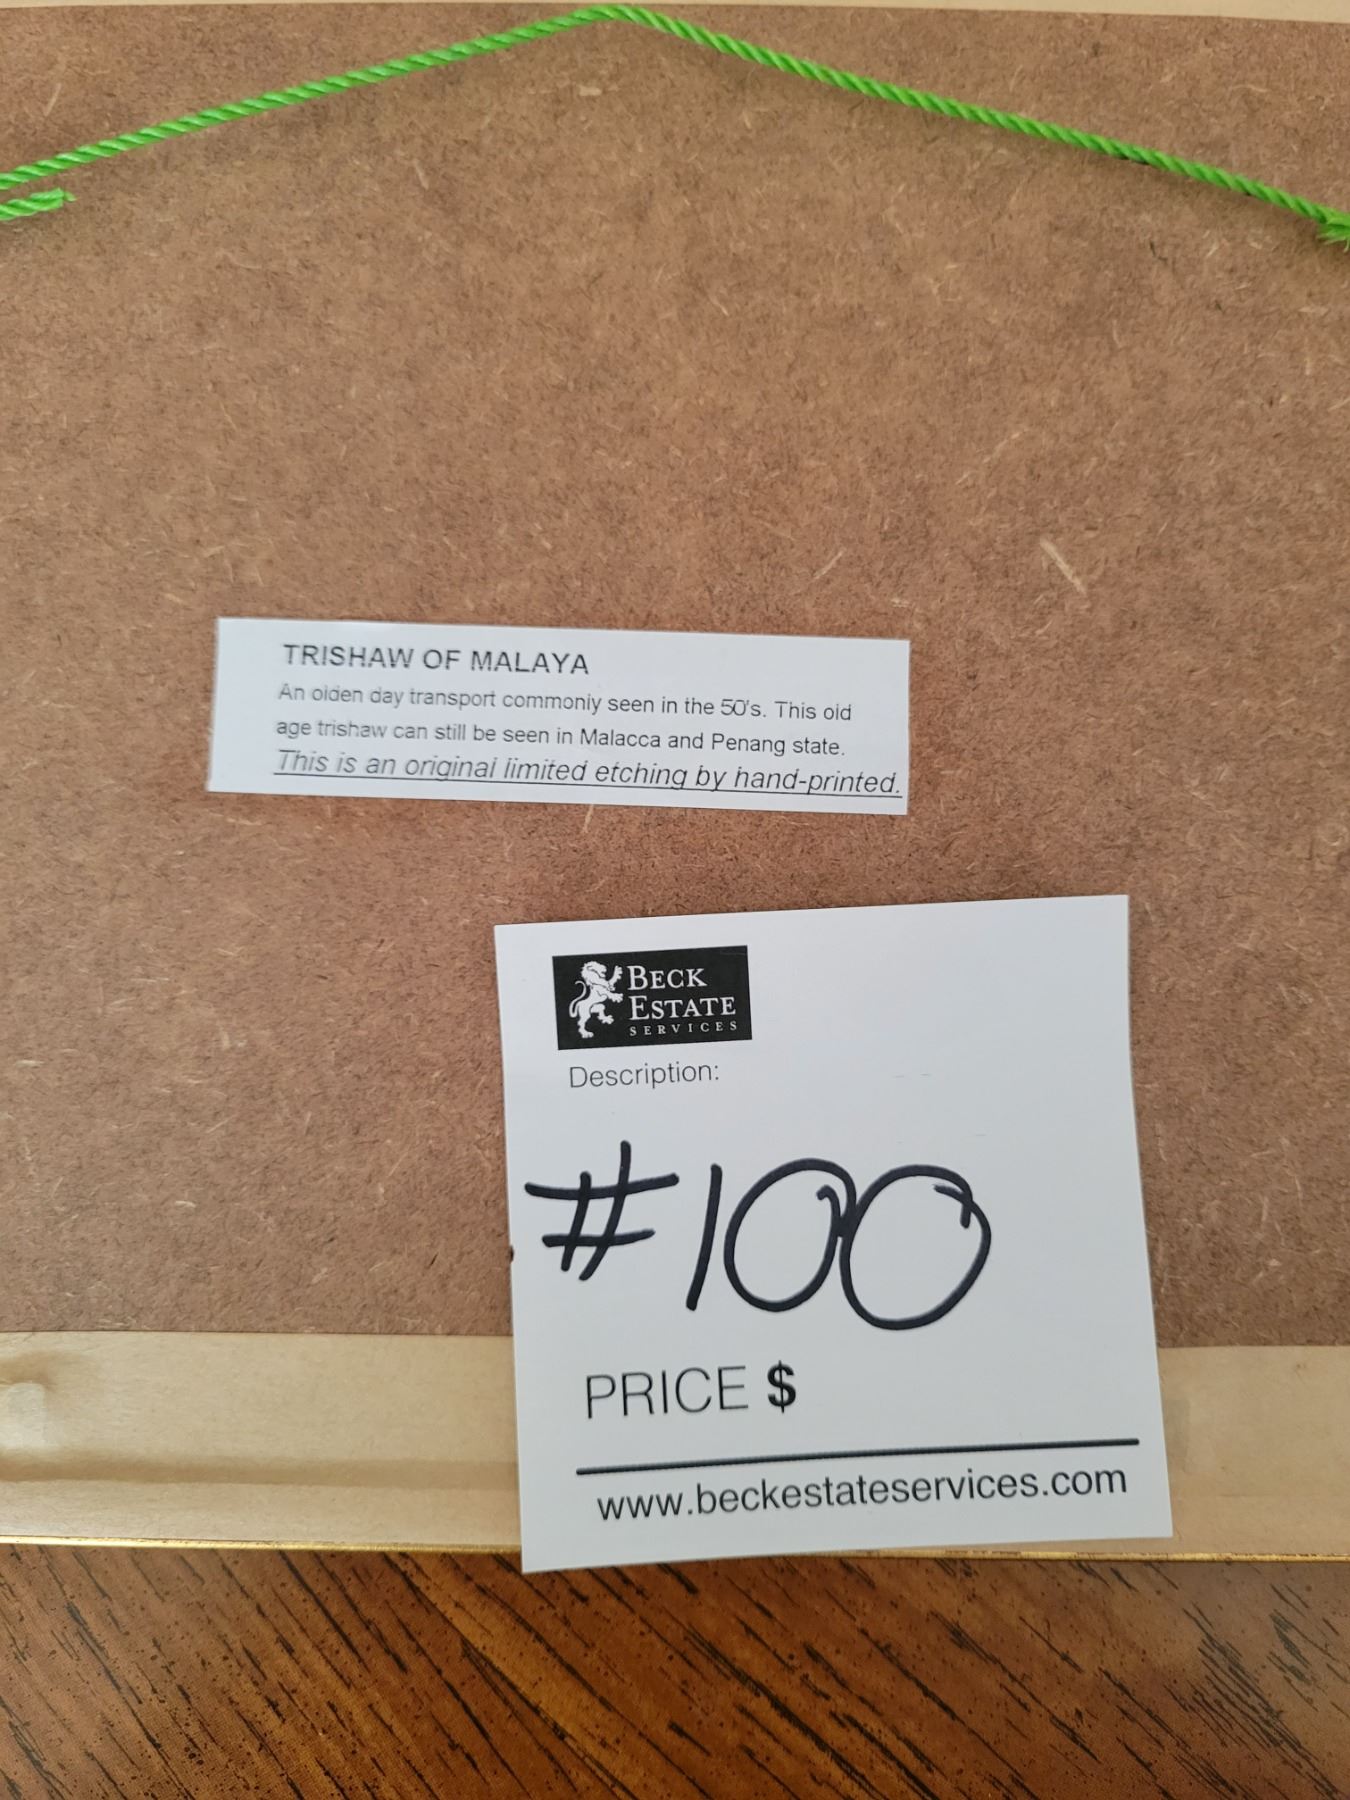 TRISHAW OF MALAYA
An olden day transport commonly seen in the 50's. This old
age trishaw can still be seen in Malacca and Penang state.
This is an original limited etching by hand-printed.
BECK
ESTATE
SERVICES
Description:
#100
PRICE $
www.beckestateservices.com